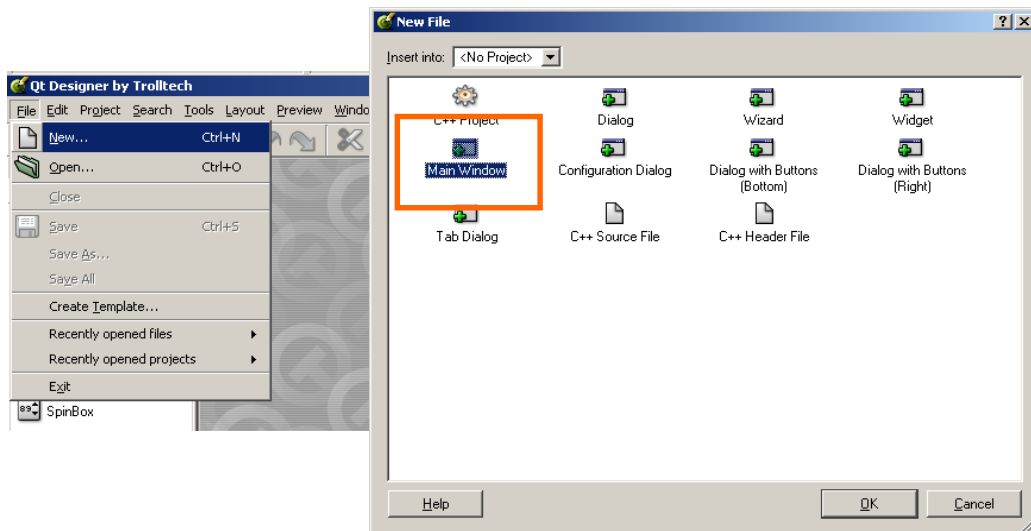 Qt Designer by Trolltech
File Edit Project Search Tools Layout Preview Windo
New... Ctrl+N
Open... Ctrl+O
Close
Save Ctrl+S
Save As...
Save All
Create Template...
Recently opened files
Recently opened projects
Exit
SpinBox
New File
Insert into: <No Project>
C++ Project
Dialog
Wizard
Widget
Main Window
Configuration Dialog
Dialog with Buttons
(Bottom)
Dialog with Buttons
(Right)
Tab Dialog
C++ Source File
C++ Header File
Help
OK
Cancel